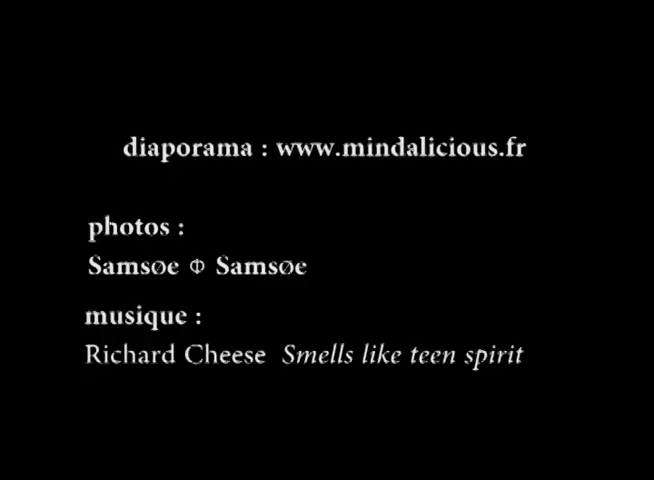 diaporama : www.mindalicious.fr
photos :
Samsøe Φ Samsøe
musique :
Richard Cheese Smells like teen spirit